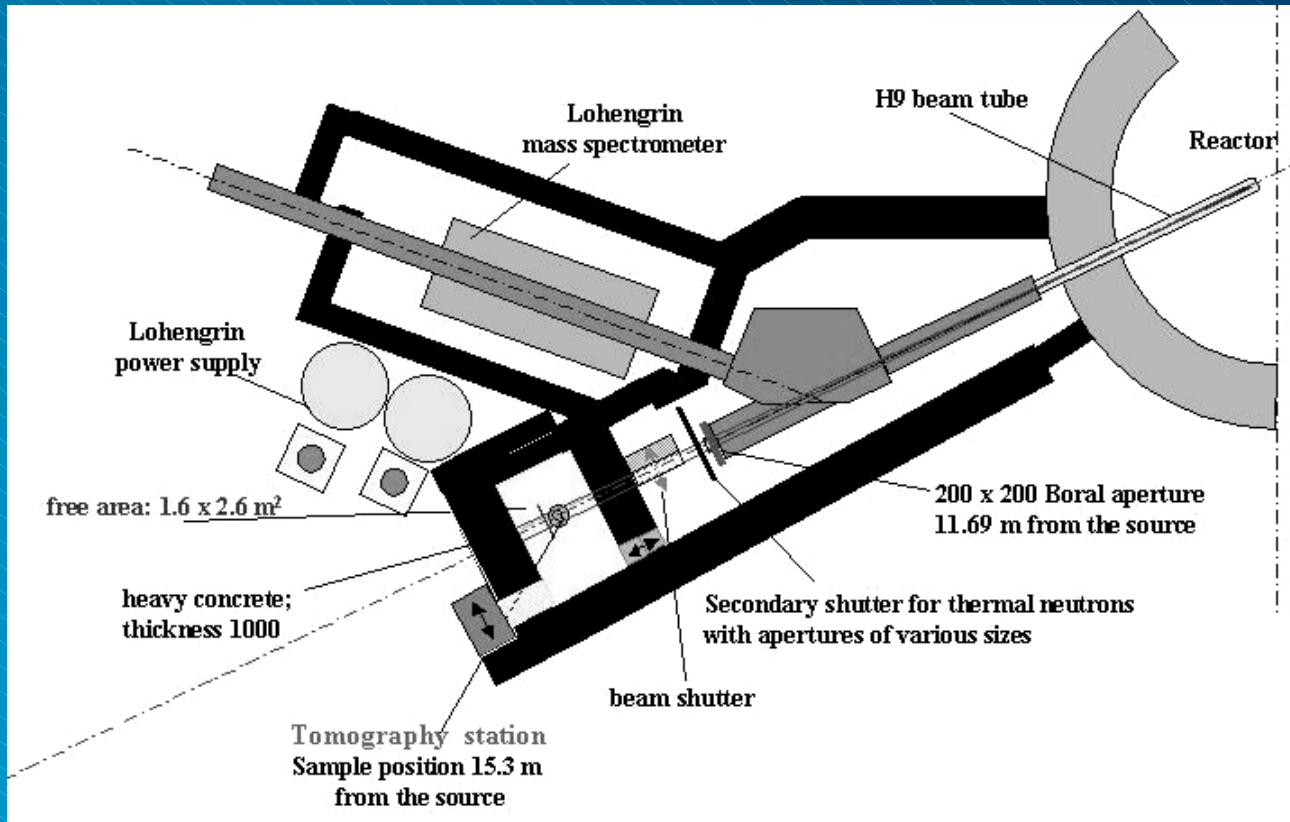 H9 beam tube
Lohengrin
mass spectrometer
Reactor
Lohengrin
power supply
free area: 1.6 x 2.6 m²
200 x 200 Boral aperture
11.69 m from the source
heavy concrete;
thickness 1000
Secondary shutter for thermal neutrons
with apertures of various sizes
beam shutter
Tomography station
Sample position 15.3 m
from the source